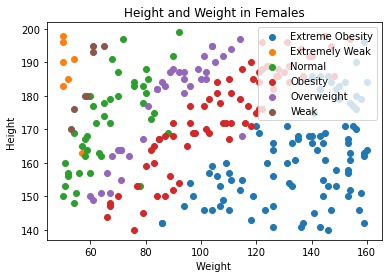 Height and Weight in Females
200
190
180
170
160
150
140
Height
Extreme Obesity
Extremely Weak
Normal
Obesity
Overweight
Weak
60
80
100
120
140
160
Weight